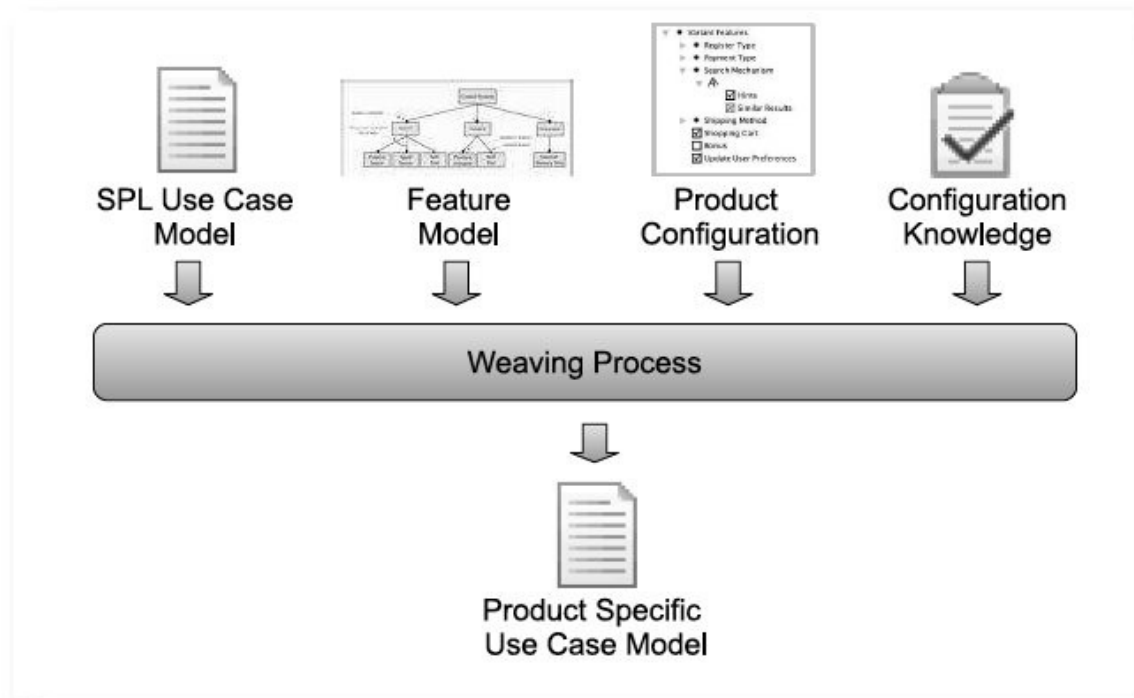 Variant Features
Register Type
Payment Type
Search Mechanism
Hints
Similar Results
Shipping Method
Shopping Cart
Bonus
Update User Preferences
SPL Use Case
Model
Feature
Model
Product
Configuration
Configuration
Knowledge
Weaving Process
Product Specific
Use Case Model